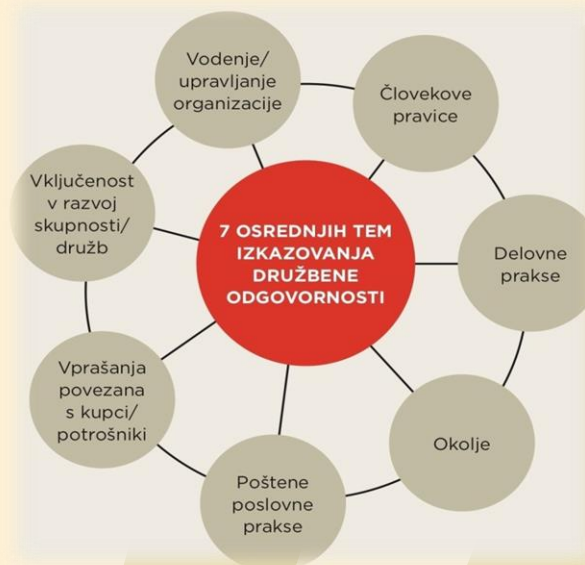 Vodenje/
upravljanje
organizacije
Človekove
pravice
Vključenost
v razvoj
skupnosti/
družb
7 OSREDNJIH TEM
IZKAZOVANJA
DRUŽBENE
ODGOVORNOSTI
Delovne
prakse
Vprašanja
povezana
s kupci/
potrošniki
Okolje
Poštene
poslovne
prakse